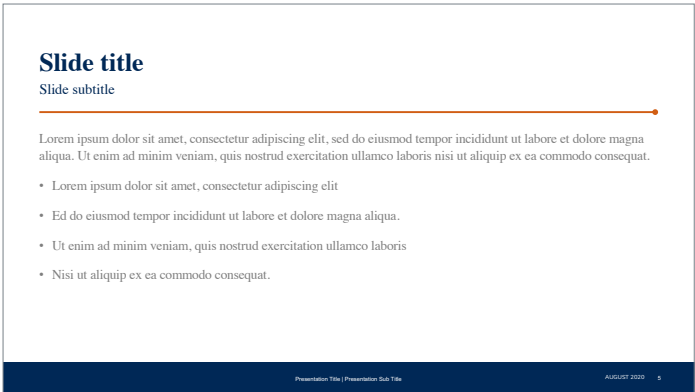 Slide title
Slide subtitle
Lorem ipsum dolor sit amet, consectetur adipiscing elit, sed do eiusmod tempor incididunt ut labore et dolore magna
aliqua. Ut enim ad minim veniam, quis nostrud exercitation ullamco laboris nisi ut aliquip ex ea commodo consequat.
• Lorem ipsum dolor sit amet, consectetur adipiscing elit
• Ed do eiusmod tempor incididunt ut labore et dolore magna aliqua.
• Ut enim ad minim veniam, quis nostrud exercitation ullamco laboris
• Nisi ut aliquip ex ea commodo consequat.
Presentation Title | Presentation Sub Title
AUGUST 2020 5